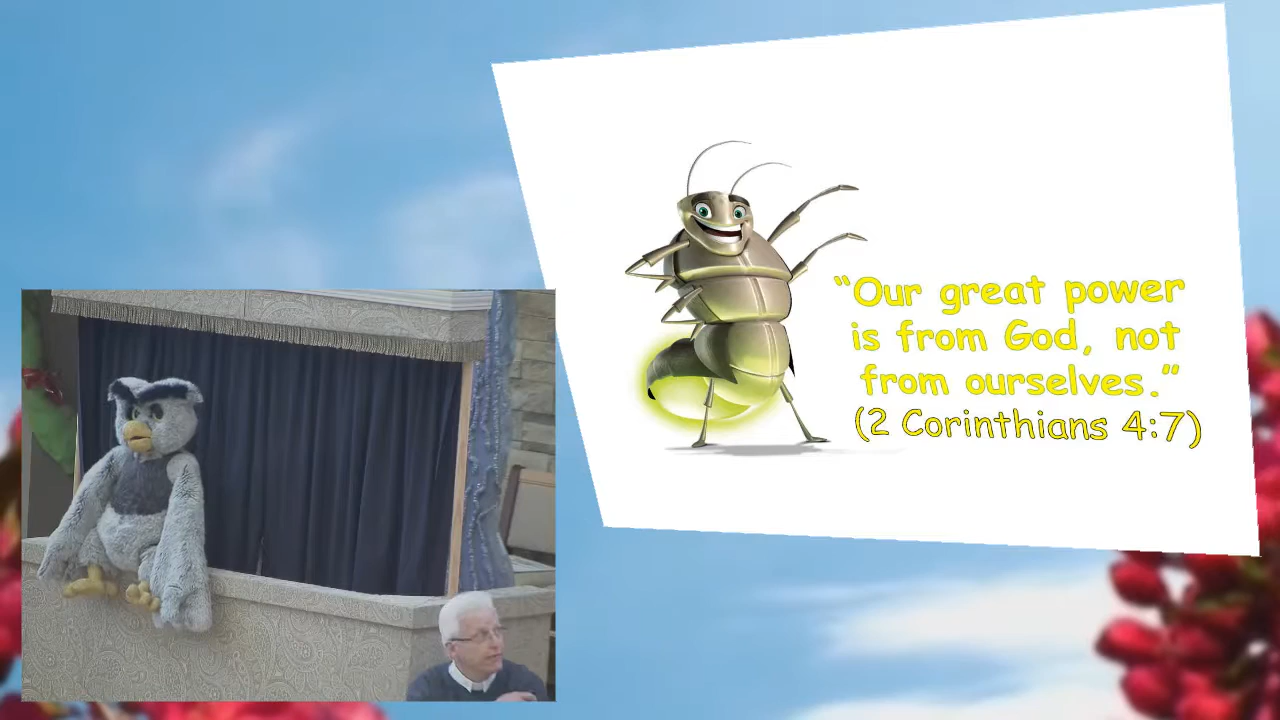 “Our great power
is from God, not
from ourselves.”
(2 Corinthians 4:7)